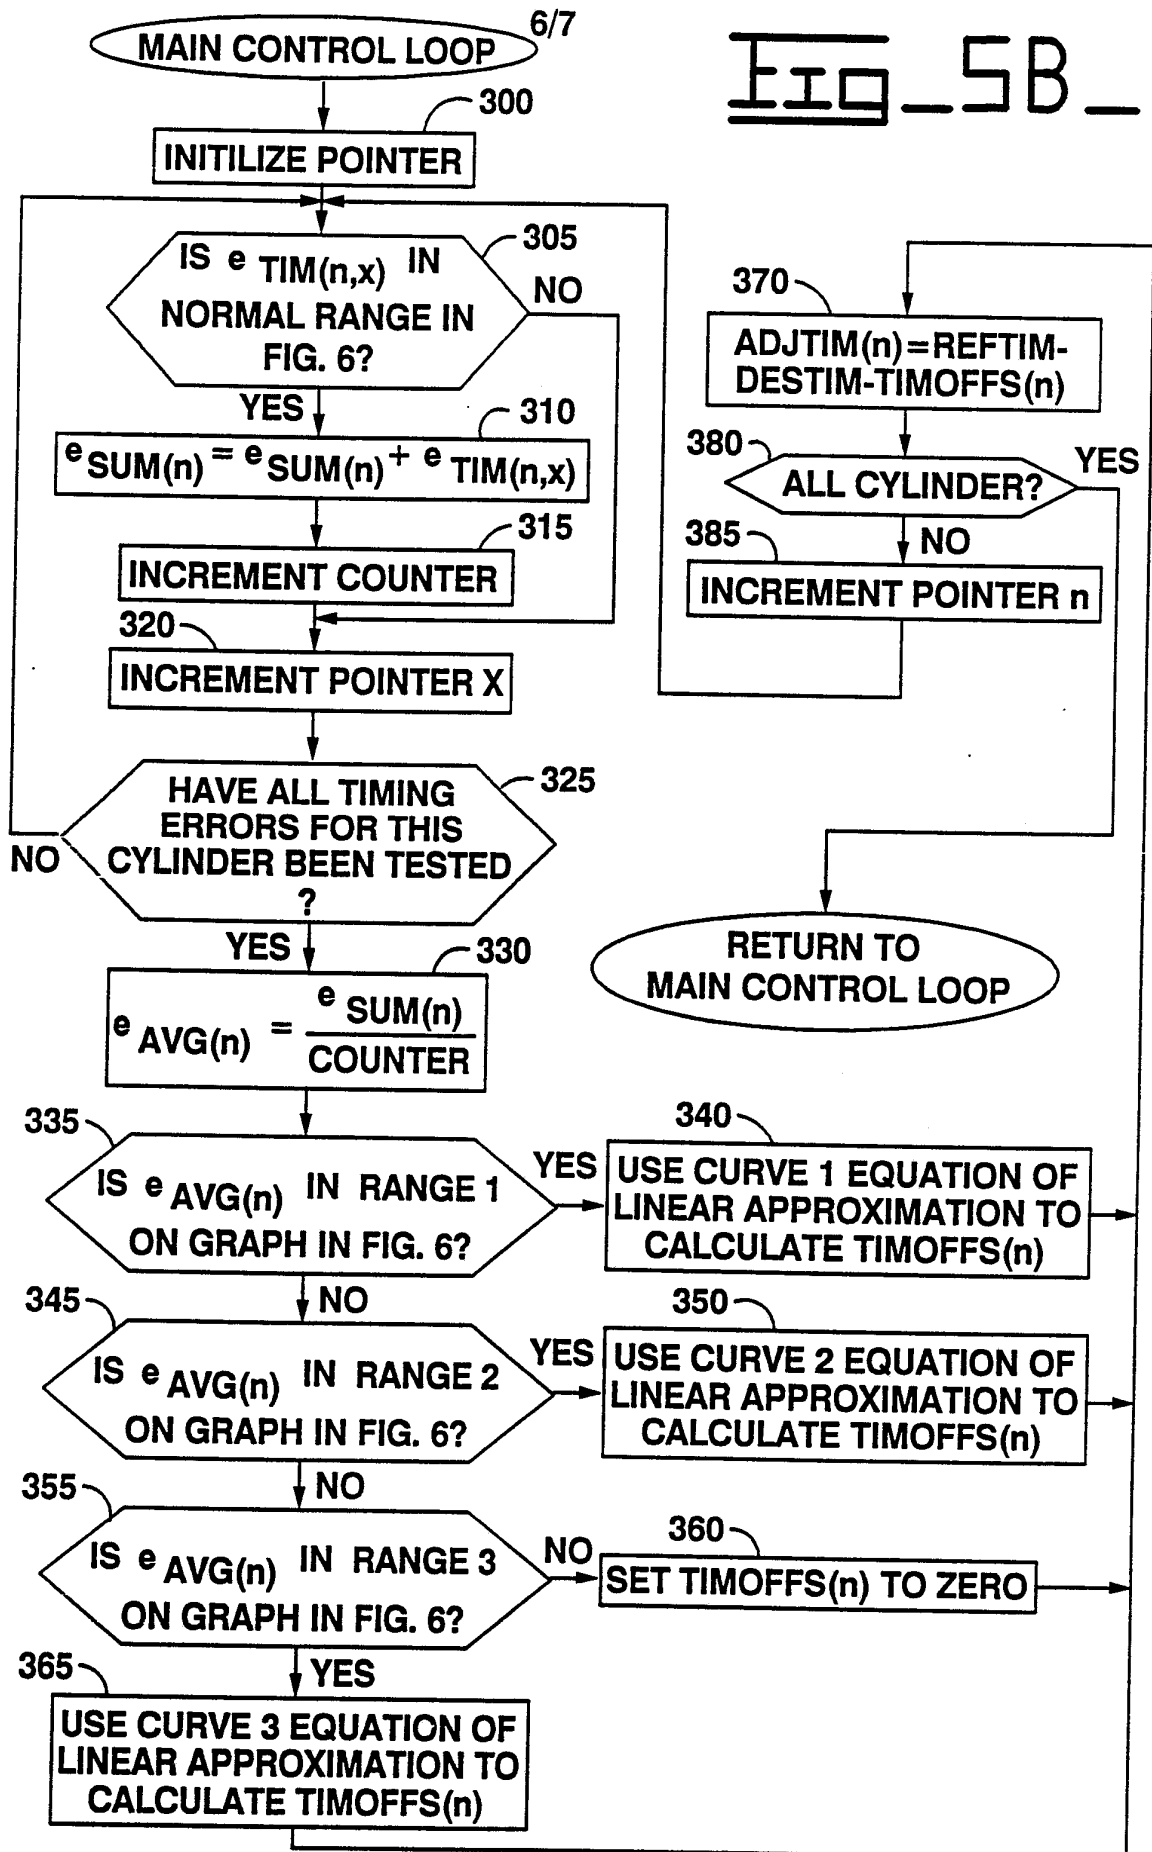 6/7
Fig_5B_
MAIN CONTROL LOOP
300
INITILIZE POINTER
305
IS e TIM(n,x) IN
NORMAL RANGE IN
FIG. 6?
NO
YES
310
e SUM(n) = e SUM(n) + e TIM(n,x)
315
INCREMENT COUNTER
320
INCREMENT POINTER X
325
HAVE ALL TIMING
ERRORS FOR THIS
CYLINDER BEEN TESTED
?
NO
YES
330
e AVG(n) = e SUM(n)
COUNTER
335
IS e AVG(n) IN RANGE 1
ON GRAPH IN FIG. 6?
YES
340
USE CURVE 1 EQUATION OF
LINEAR APPROXIMATION TO
CALCULATE TIMOFFS(n)
NO
345
IS e AVG(n) IN RANGE 2
ON GRAPH IN FIG. 6?
YES
350
USE CURVE 2 EQUATION OF
LINEAR APPROXIMATION TO
CALCULATE TIMOFFS(n)
NO
355
IS e AVG(n) IN RANGE 3
ON GRAPH IN FIG. 6?
NO
360
SET TIMOFFS(n) TO ZERO
YES
365
USE CURVE 3 EQUATION OF
LINEAR APPROXIMATION TO
CALCULATE TIMOFFS(n)
370
ADJTIM(n)=REFTIM-
DESTIM-TIMOFFS(n)
380
ALL CYLINDER?
YES
NO
385
INCREMENT POINTER n
RETURN TO
MAIN CONTROL LOOP